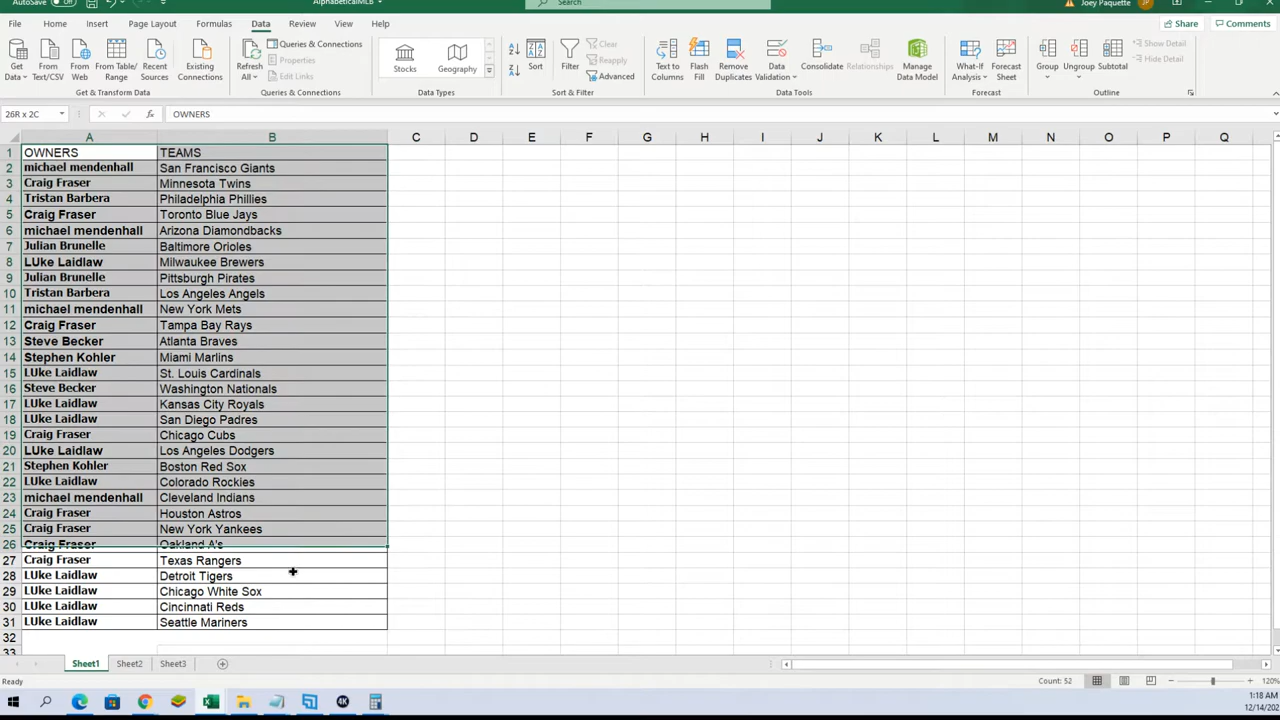 AutoSave Off AlphabeticalMLB Search Joey Paquette JP
File Home Insert Page Layout Formulas Data Review View Help Share Comments
Get Data From Text/CSV From Web From Table/Range Recent Sources Existing Connections
Refresh All Queries & Connections Properties Edit Links
Stocks Geography
Sort Filter Clear Reapply Advanced
Text to Columns Flash Fill Remove Duplicates Data Validation Consolidate Relationships Manage Data Model
What-If Analysis Forecast Sheet Group Ungroup Subtotal Show Detail Hide Detail
Get & Transform Data Queries & Connections Data Types Sort & Filter Data Tools Forecast Outline
26R x 2C fx OWNERS
A B C D E F G H I J K L M N O P Q
1 OWNERS TEAMS
2 michael mendenhall San Francisco Giants
3 Craig Fraser Minnesota Twins
4 Tristan Barbera Philadelphia Phillies
5 Craig Fraser Toronto Blue Jays
6 michael mendenhall Arizona Diamondbacks
7 Julian Brunelle Baltimore Orioles
8 LUke Laidlaw Milwaukee Brewers
9 Julian Brunelle Pittsburgh Pirates
10 Tristan Barbera Los Angeles Angels
11 michael mendenhall New York Mets
12 Craig Fraser Tampa Bay Rays
13 Steve Becker Atlanta Braves
14 Stephen Kohler Miami Marlins
15 LUke Laidlaw St. Louis Cardinals
16 Steve Becker Washington Nationals
17 LUke Laidlaw Kansas City Royals
18 LUke Laidlaw San Diego Padres
19 Craig Fraser Chicago Cubs
20 LUke Laidlaw Los Angeles Dodgers
21 Stephen Kohler Boston Red Sox
22 LUke Laidlaw Colorado Rockies
23 michael mendenhall Cleveland Indians
24 Craig Fraser Houston Astros
25 Craig Fraser New York Yankees
26 Craig Fraser Oakland A's
27 Craig Fraser Texas Rangers
28 LUke Laidlaw Detroit Tigers
29 LUke Laidlaw Chicago White Sox
30 LUke Laidlaw Cincinnati Reds
31 LUke Laidlaw Seattle Mariners
32
33
Sheet1 Sheet2 Sheet3
Ready Count: 52 120%
4K 1:18 AM
12/14/202